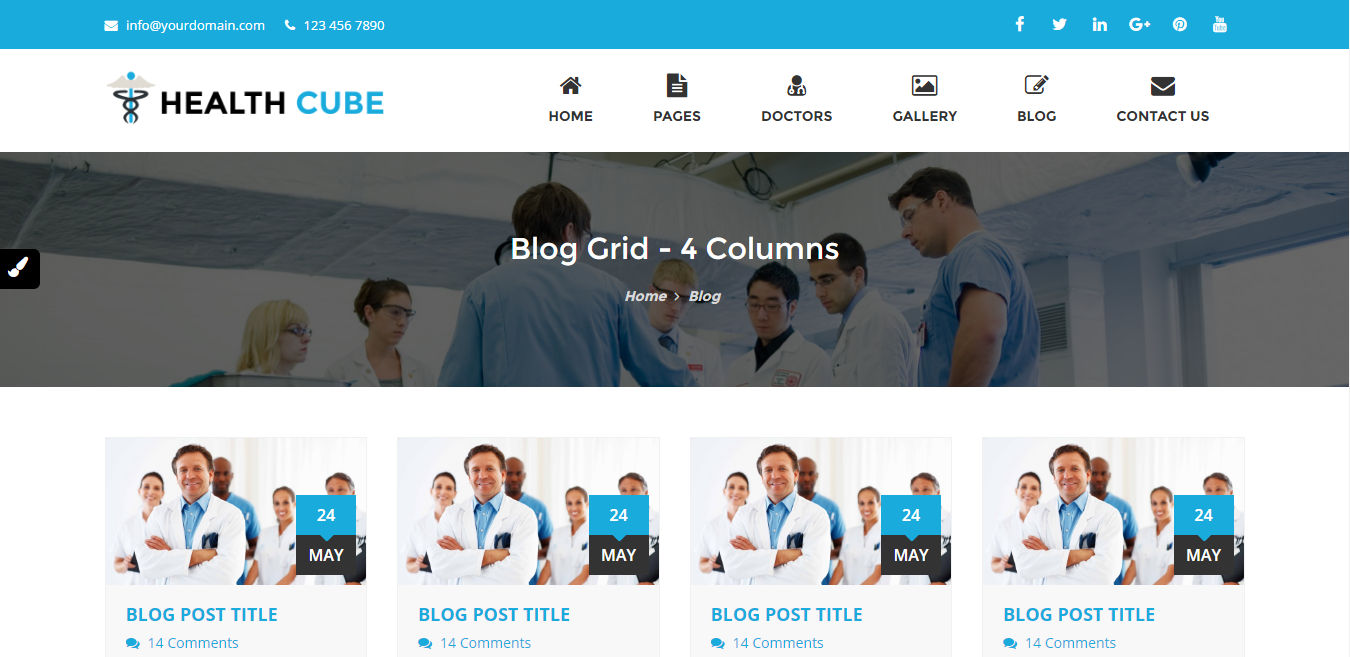 info@yourdomain.com 123 456 7890
HEALTH CUBE
HOME PAGES DOCTORS GALLERY BLOG CONTACT US
Blog Grid - 4 Columns
Home > Blog
24 24 24 24
MAY MAY MAY MAY
BLOG POST TITLE BLOG POST TITLE BLOG POST TITLE BLOG POST TITLE
14 Comments 14 Comments 14 Comments 14 Comments